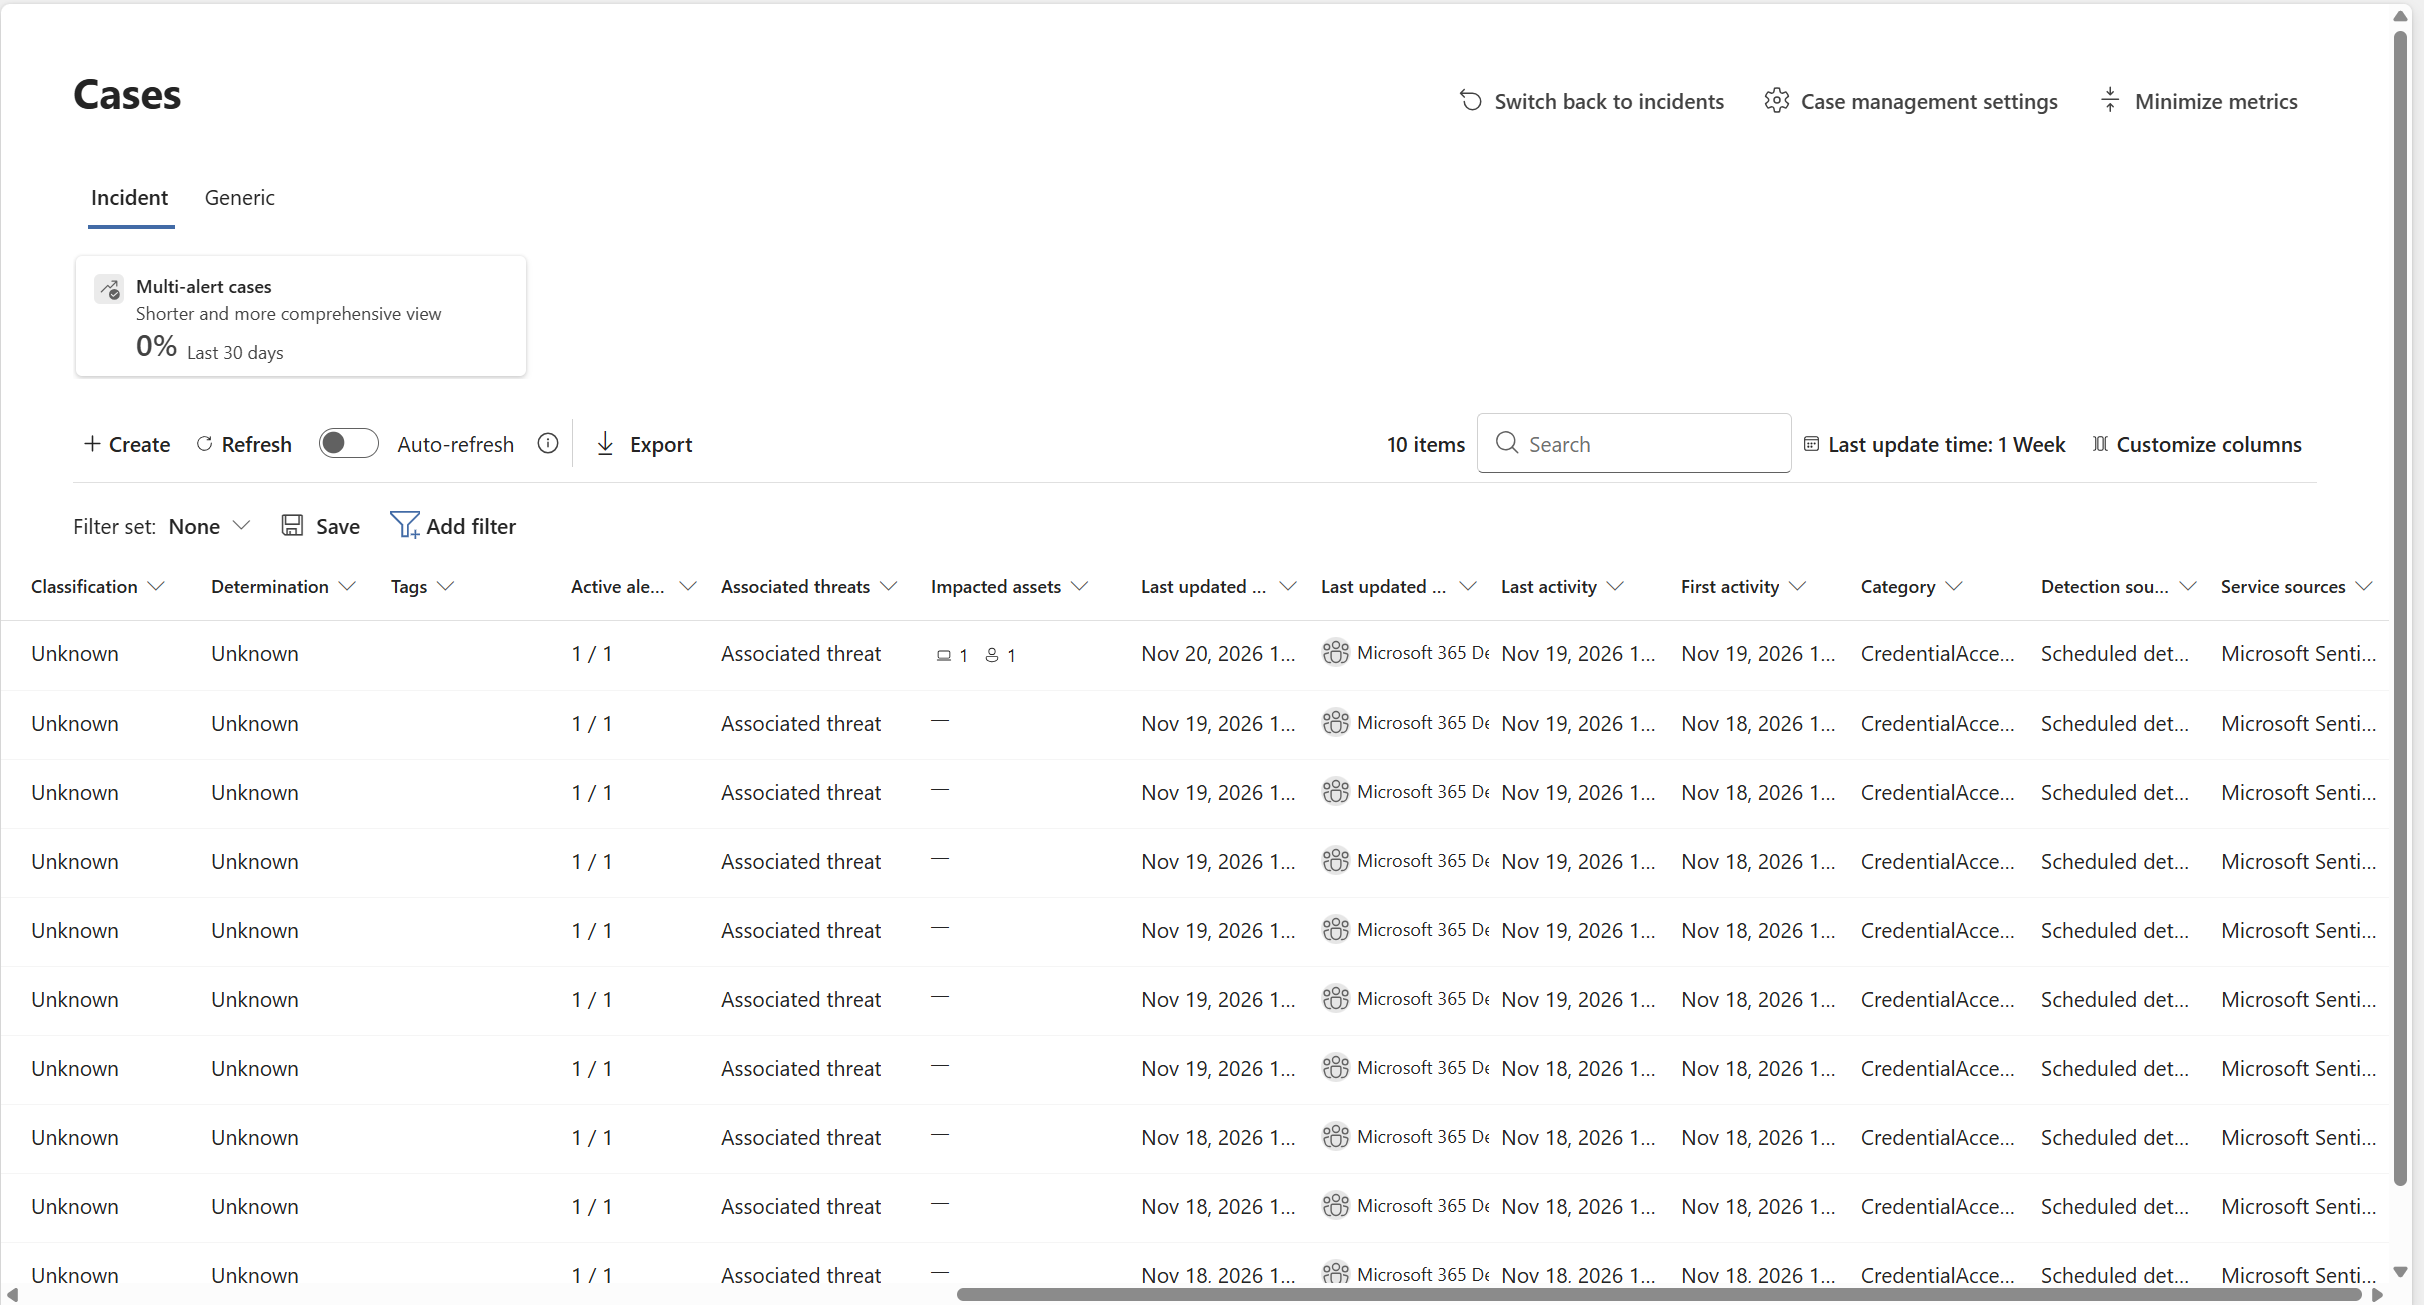 Cases
Switch back to incidents Case management settings Minimize metrics
Incident Generic
Multi-alert cases
Shorter and more comprehensive view
0% Last 30 days
Create Refresh Auto-refresh Export 10 items Search Last update time: 1 Week Customize columns
Filter set: None Save Add filter
Classification Determination Tags Active ale... Associated threats Impacted assets Last updated ... Last updated ... Last activity First activity Category Detection sou... Service sources
Unknown Unknown 1 / 1 Associated threat 1 1 Nov 20, 2026 1... Microsoft 365 De Nov 19, 2026 1... Nov 19, 2026 1... CredentialAcce... Scheduled det... Microsoft Senti...
Unknown Unknown 1 / 1 Associated threat — Nov 19, 2026 1... Microsoft 365 De Nov 19, 2026 1... Nov 18, 2026 1... CredentialAcce... Scheduled det... Microsoft Senti...
Unknown Unknown 1 / 1 Associated threat — Nov 19, 2026 1... Microsoft 365 De Nov 19, 2026 1... Nov 18, 2026 1... CredentialAcce... Scheduled det... Microsoft Senti...
Unknown Unknown 1 / 1 Associated threat — Nov 19, 2026 1... Microsoft 365 De Nov 19, 2026 1... Nov 18, 2026 1... CredentialAcce... Scheduled det... Microsoft Senti...
Unknown Unknown 1 / 1 Associated threat — Nov 19, 2026 1... Microsoft 365 De Nov 19, 2026 1... Nov 18, 2026 1... CredentialAcce... Scheduled det... Microsoft Senti...
Unknown Unknown 1 / 1 Associated threat — Nov 19, 2026 1... Microsoft 365 De Nov 19, 2026 1... Nov 18, 2026 1... CredentialAcce... Scheduled det... Microsoft Senti...
Unknown Unknown 1 / 1 Associated threat — Nov 19, 2026 1... Microsoft 365 De Nov 18, 2026 1... Nov 18, 2026 1... CredentialAcce... Scheduled det... Microsoft Senti...
Unknown Unknown 1 / 1 Associated threat — Nov 18, 2026 1... Microsoft 365 De Nov 18, 2026 1... Nov 18, 2026 1... CredentialAcce... Scheduled det... Microsoft Senti...
Unknown Unknown 1 / 1 Associated threat — Nov 18, 2026 1... Microsoft 365 De Nov 18, 2026 1... Nov 18, 2026 1... CredentialAcce... Scheduled det... Microsoft Senti...
Unknown Unknown 1 / 1 Associated threat — Nov 18, 2026 1... Microsoft 365 De Nov 18, 2026 1... Nov 18, 2026 1... CredentialAcce... Scheduled det... Microsoft Senti...